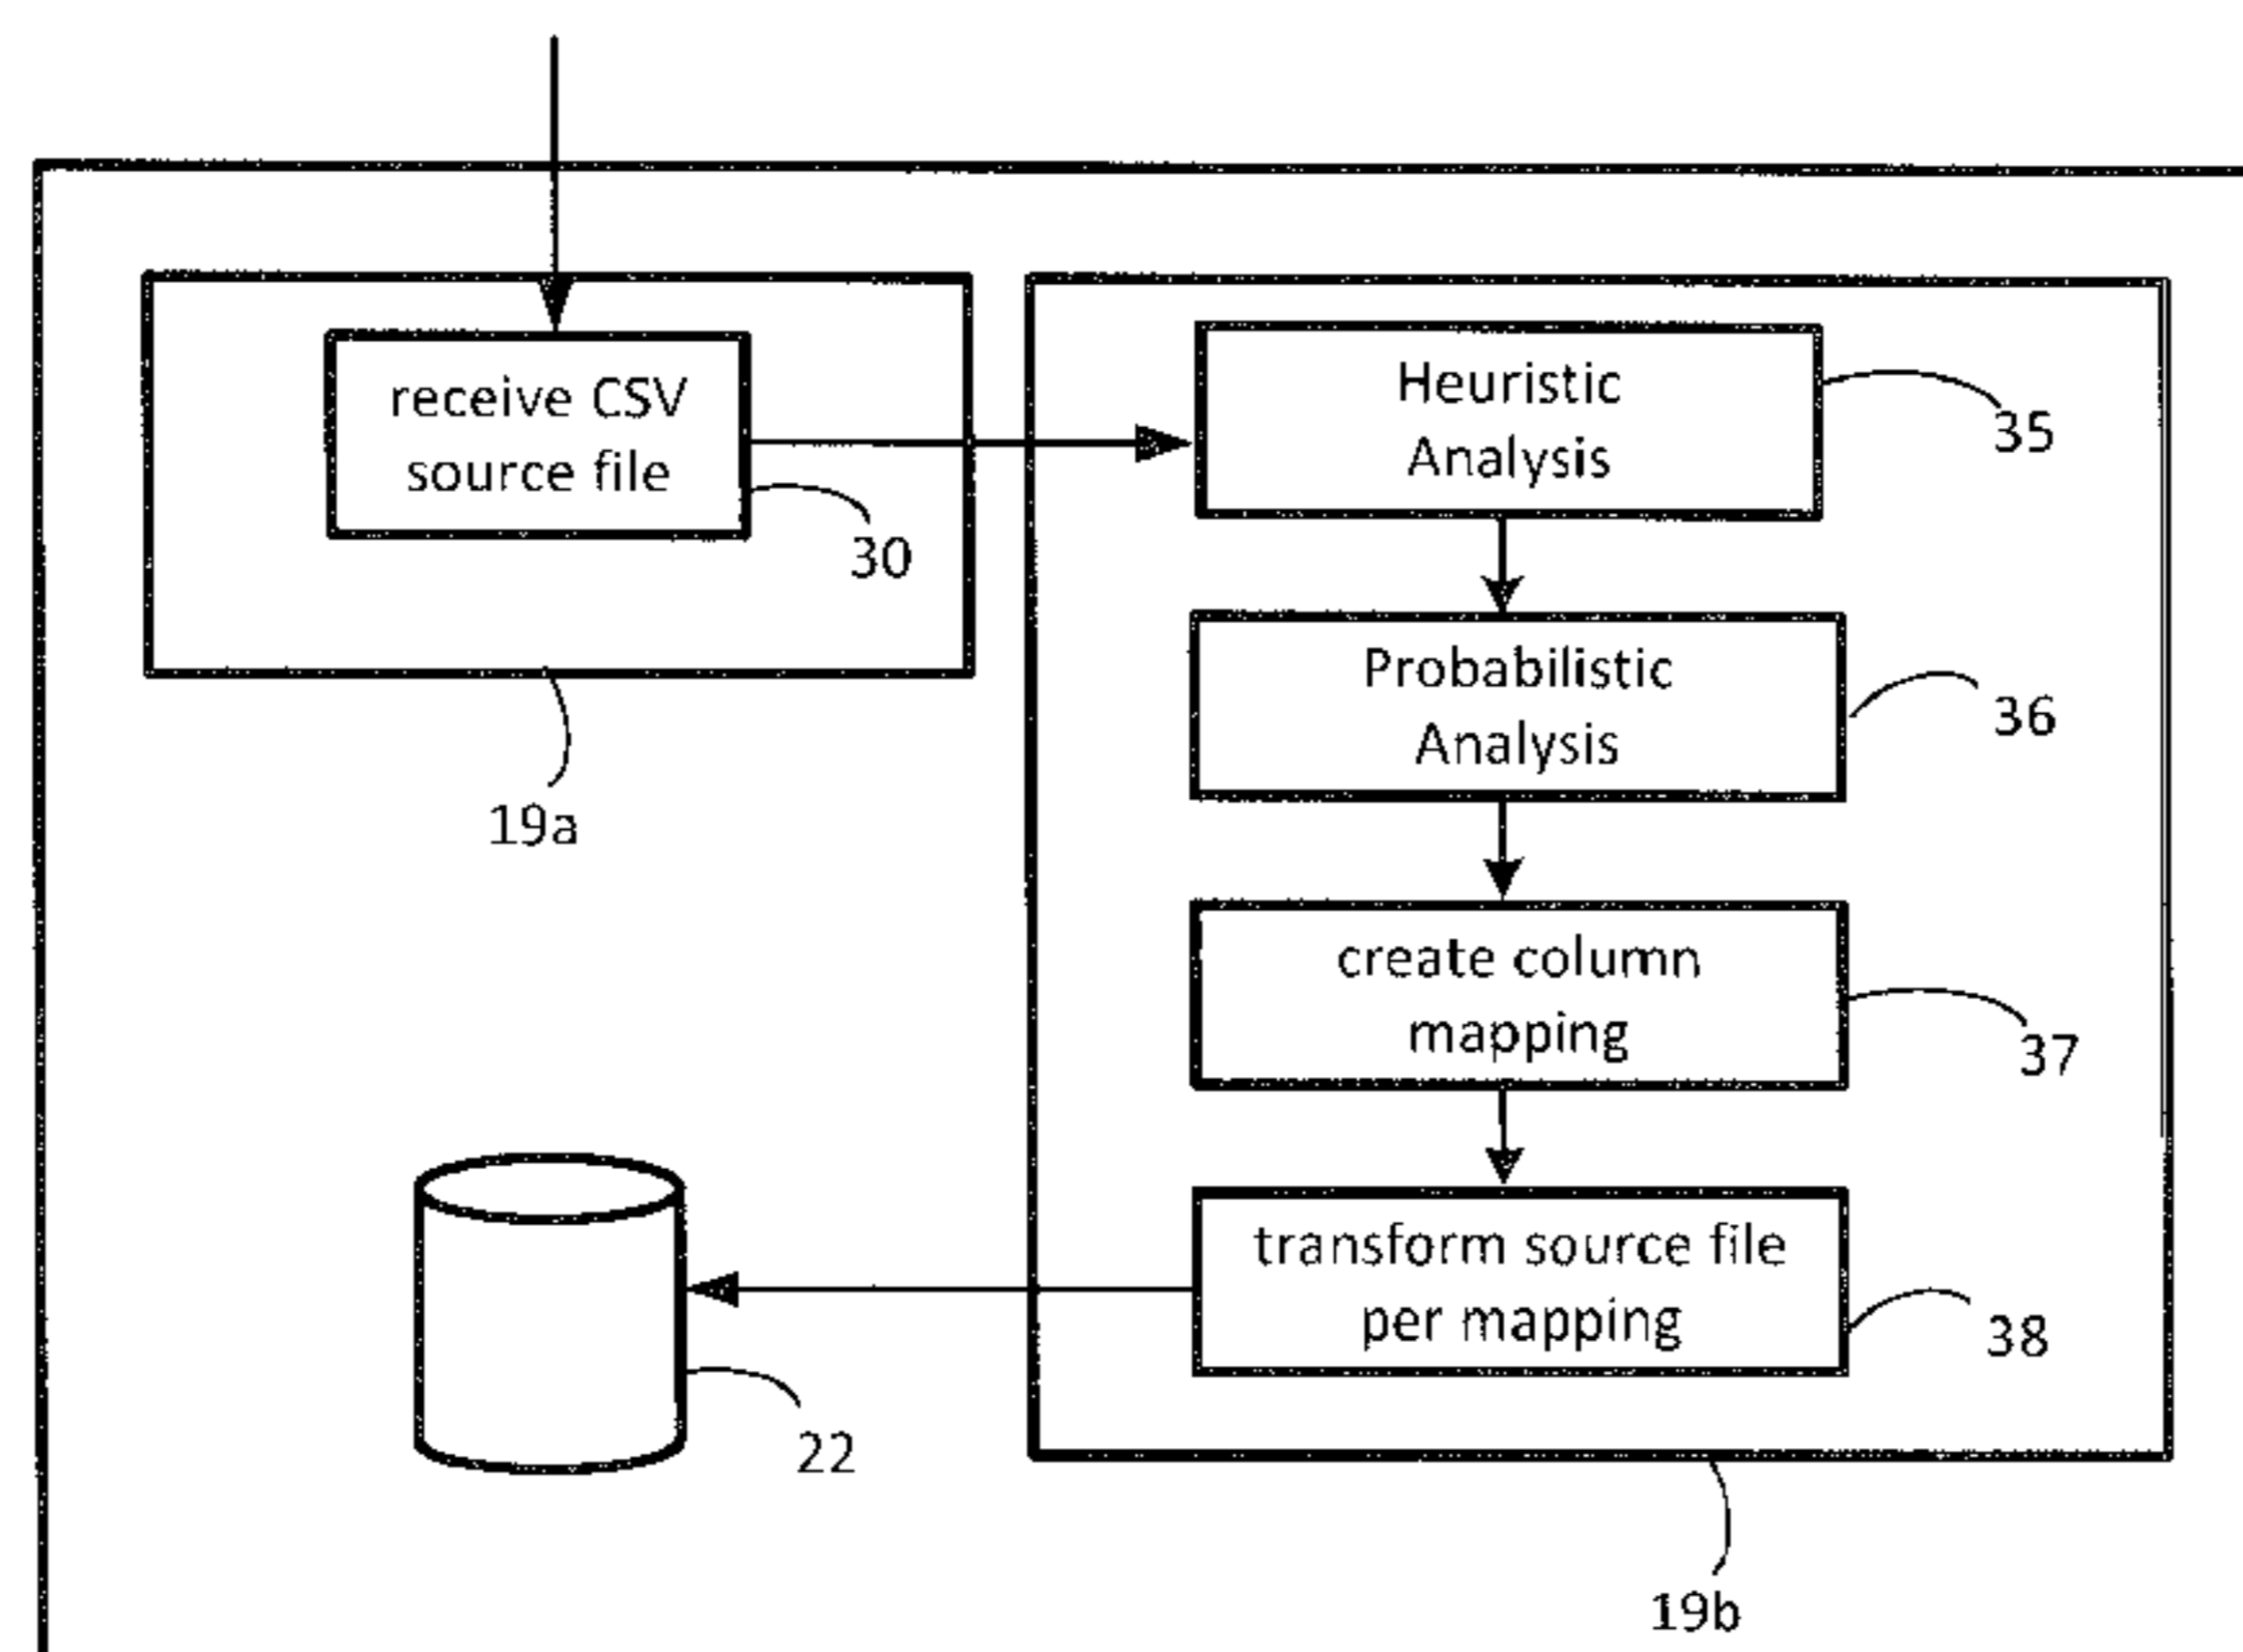 receive CSV
source file
30
19a
Heuristic
Analysis
35
Probabilistic
Analysis
36
create column
mapping
37
transform source file
per mapping
38
22
19b